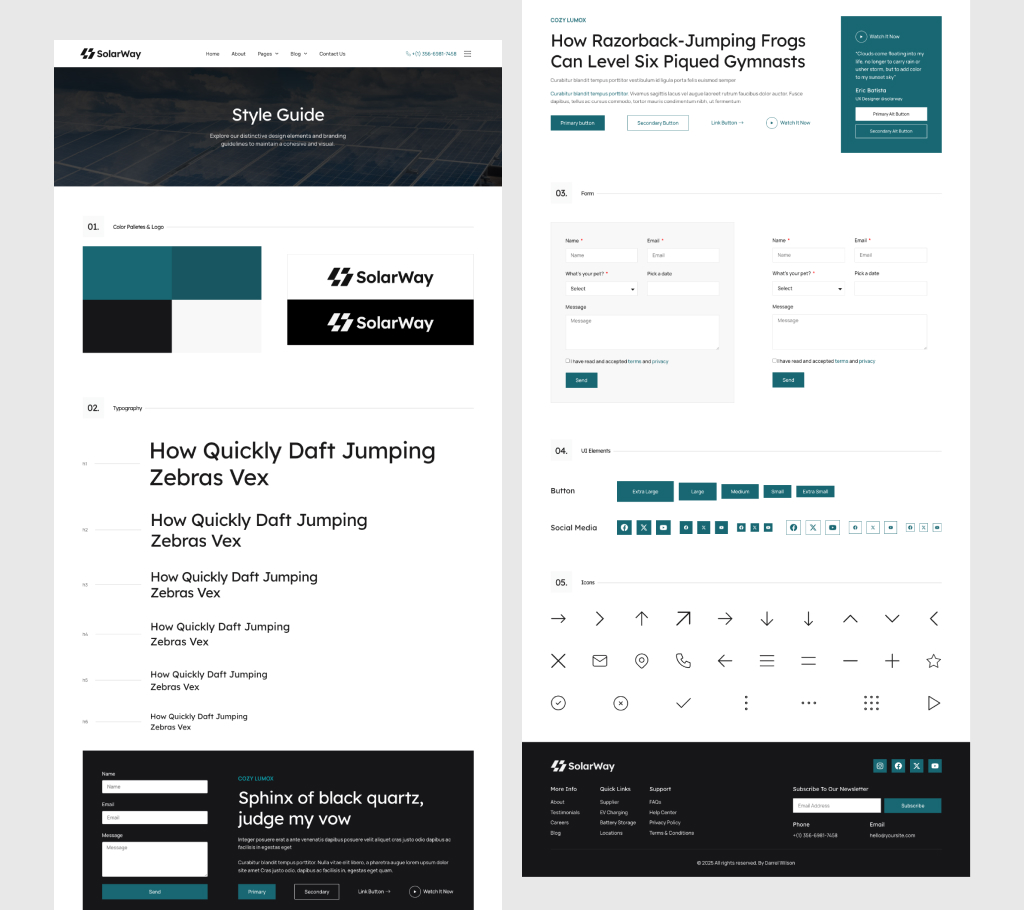 SolarWay
Home About Pages Blog Contact Us
+(1) 356-6981-7458
Style Guide
Explore our distinctive design elements and branding
guidelines to maintain a cohesive and visual.
01. Color Palletes & Logo
SolarWay
SolarWay
02. Typography
H1
How Quickly Daft Jumping
Zebras Vex
H2
How Quickly Daft Jumping
Zebras Vex
H3
How Quickly Daft Jumping
Zebras Vex
H4
How Quickly Daft Jumping
Zebras Vex
H5
How Quickly Daft Jumping
Zebras Vex
H6
How Quickly Daft Jumping
Zebras Vex
Name
Name
Email
Email
Message
Message
Send
COZY LUMOX
Sphinx of black quartz,
judge my vow
Integer posuere erat a ante venenatis dapibus posuere velit aliquet cras justo odio dapibus ac
facilisis in egestas eget
Curabitur blandit tempus porttitor. Nulla vitae elit libero, a pharetra augue lorem ipsum dolor
site amet Cras justo odio, dapibus ac facilisis in, egestas eget quam.
Primary Secondary Link Button → Watch It Now
COZY LUMOX
How Razorback-Jumping Frogs
Can Level Six Piqued Gymnasts
Curabitur blandit tempus porttitor vestibulum id ligula porta felis euismod semper
Curabitur blandit tempus porttitor. Vivamus sagittis lacus vel augue laoreet rutrum faucibus dolor auctor. Fusce
dapibus, tellus ac cursus commodo, tortor mauris condimentum nibh, ut fermentum
Primary button Secondary Button Link Button → Watch It Now
Watch It Now
"Clouds come floating into my
life, no longer to carry rain or
usher storm, but to add color
to my sunset sky"
Eric Batista
UX Designer @solarway
Primary Alt Button
Secondary Alt Button
03. Form
Name * Email *
Name Email
What's your pet? * Pick a date
Select
Message
Message
I have read and accepted terms and privacy
Send
Name * Email *
Name Email
What's your pet? * Pick a date
Select
Message
Message
I have read and accepted terms and privacy
Send
04. UI Elements
Button
Extra Large Large Medium Small Extra Small
Social Media
05. Icons
SolarWay
More Info
About
Testimonials
Careers
Blog
Quick Links
Supplier
EV Charging
Battery Storage
Locations
Support
FAQs
Help Center
Privacy Policy
Terms & Conditions
Subscribe To Our Newsletter
Email Address Subscribe
Phone
+(1) 356-6981-7458
Email
hello@yoursite.com
© 2025 All rights reserved. By Darrel Wilson